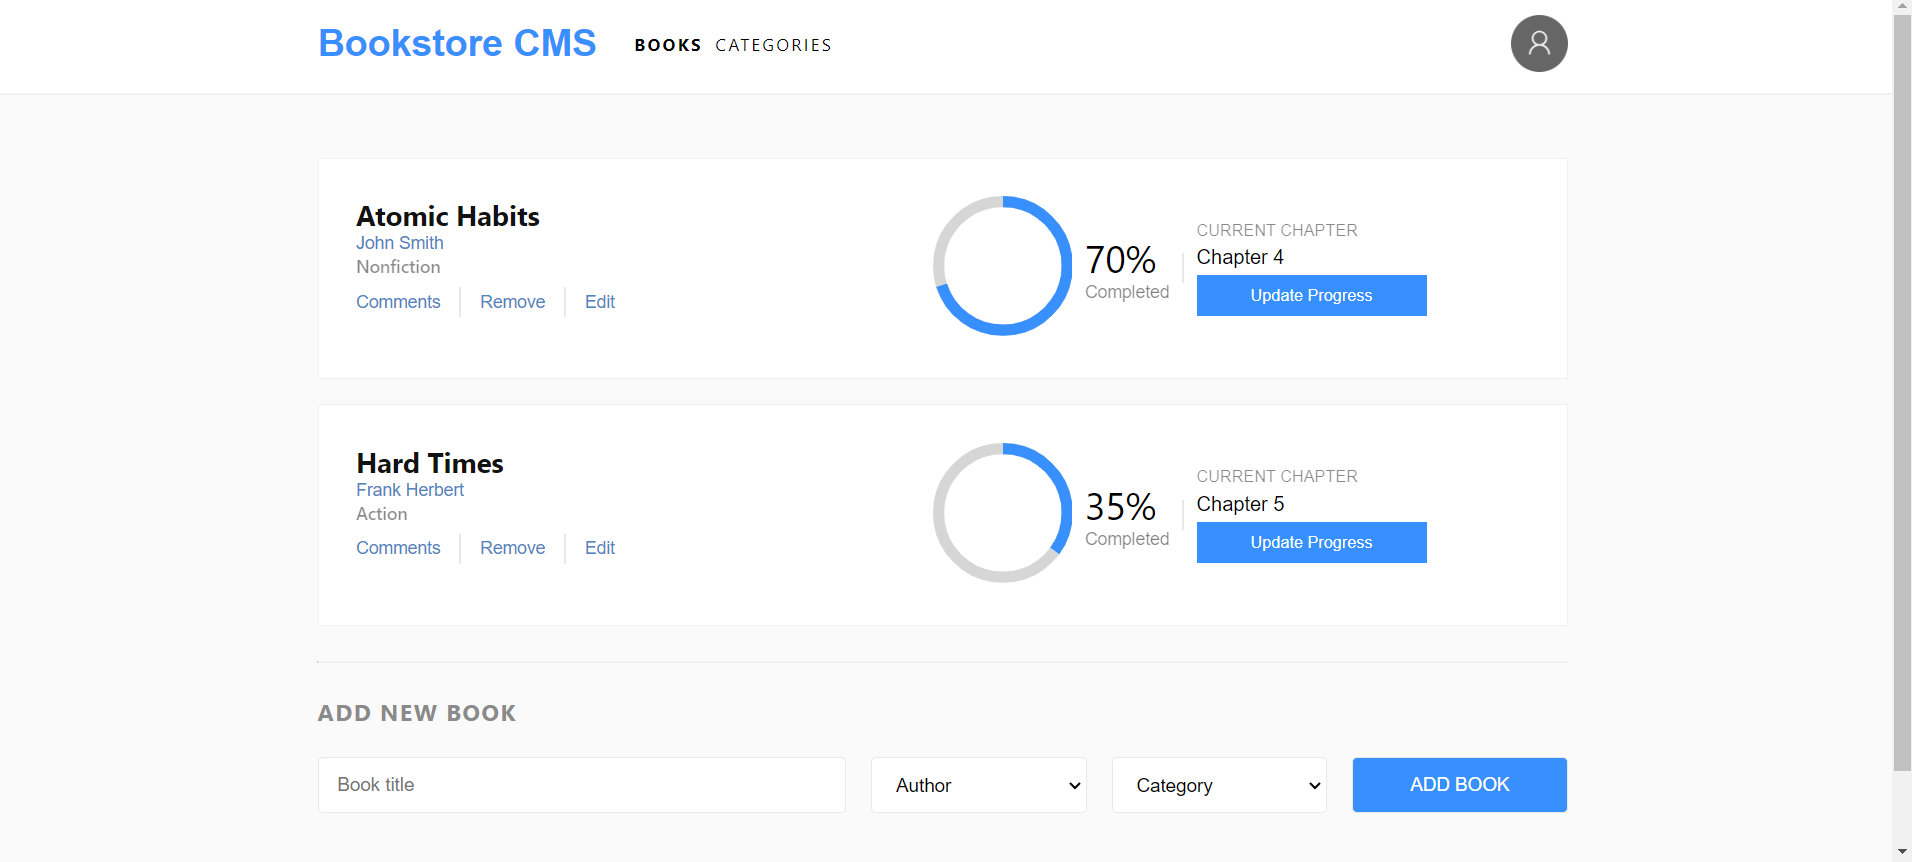 Bookstore CMS BOOKS CATEGORIES
Atomic Habits
John Smith
Nonfiction
Comments Remove Edit
70%
Completed
CURRENT CHAPTER
Chapter 4
Update Progress
Hard Times
Frank Herbert
Action
Comments Remove Edit
35%
Completed
CURRENT CHAPTER
Chapter 5
Update Progress
ADD NEW BOOK
Book title Author Category ADD BOOK